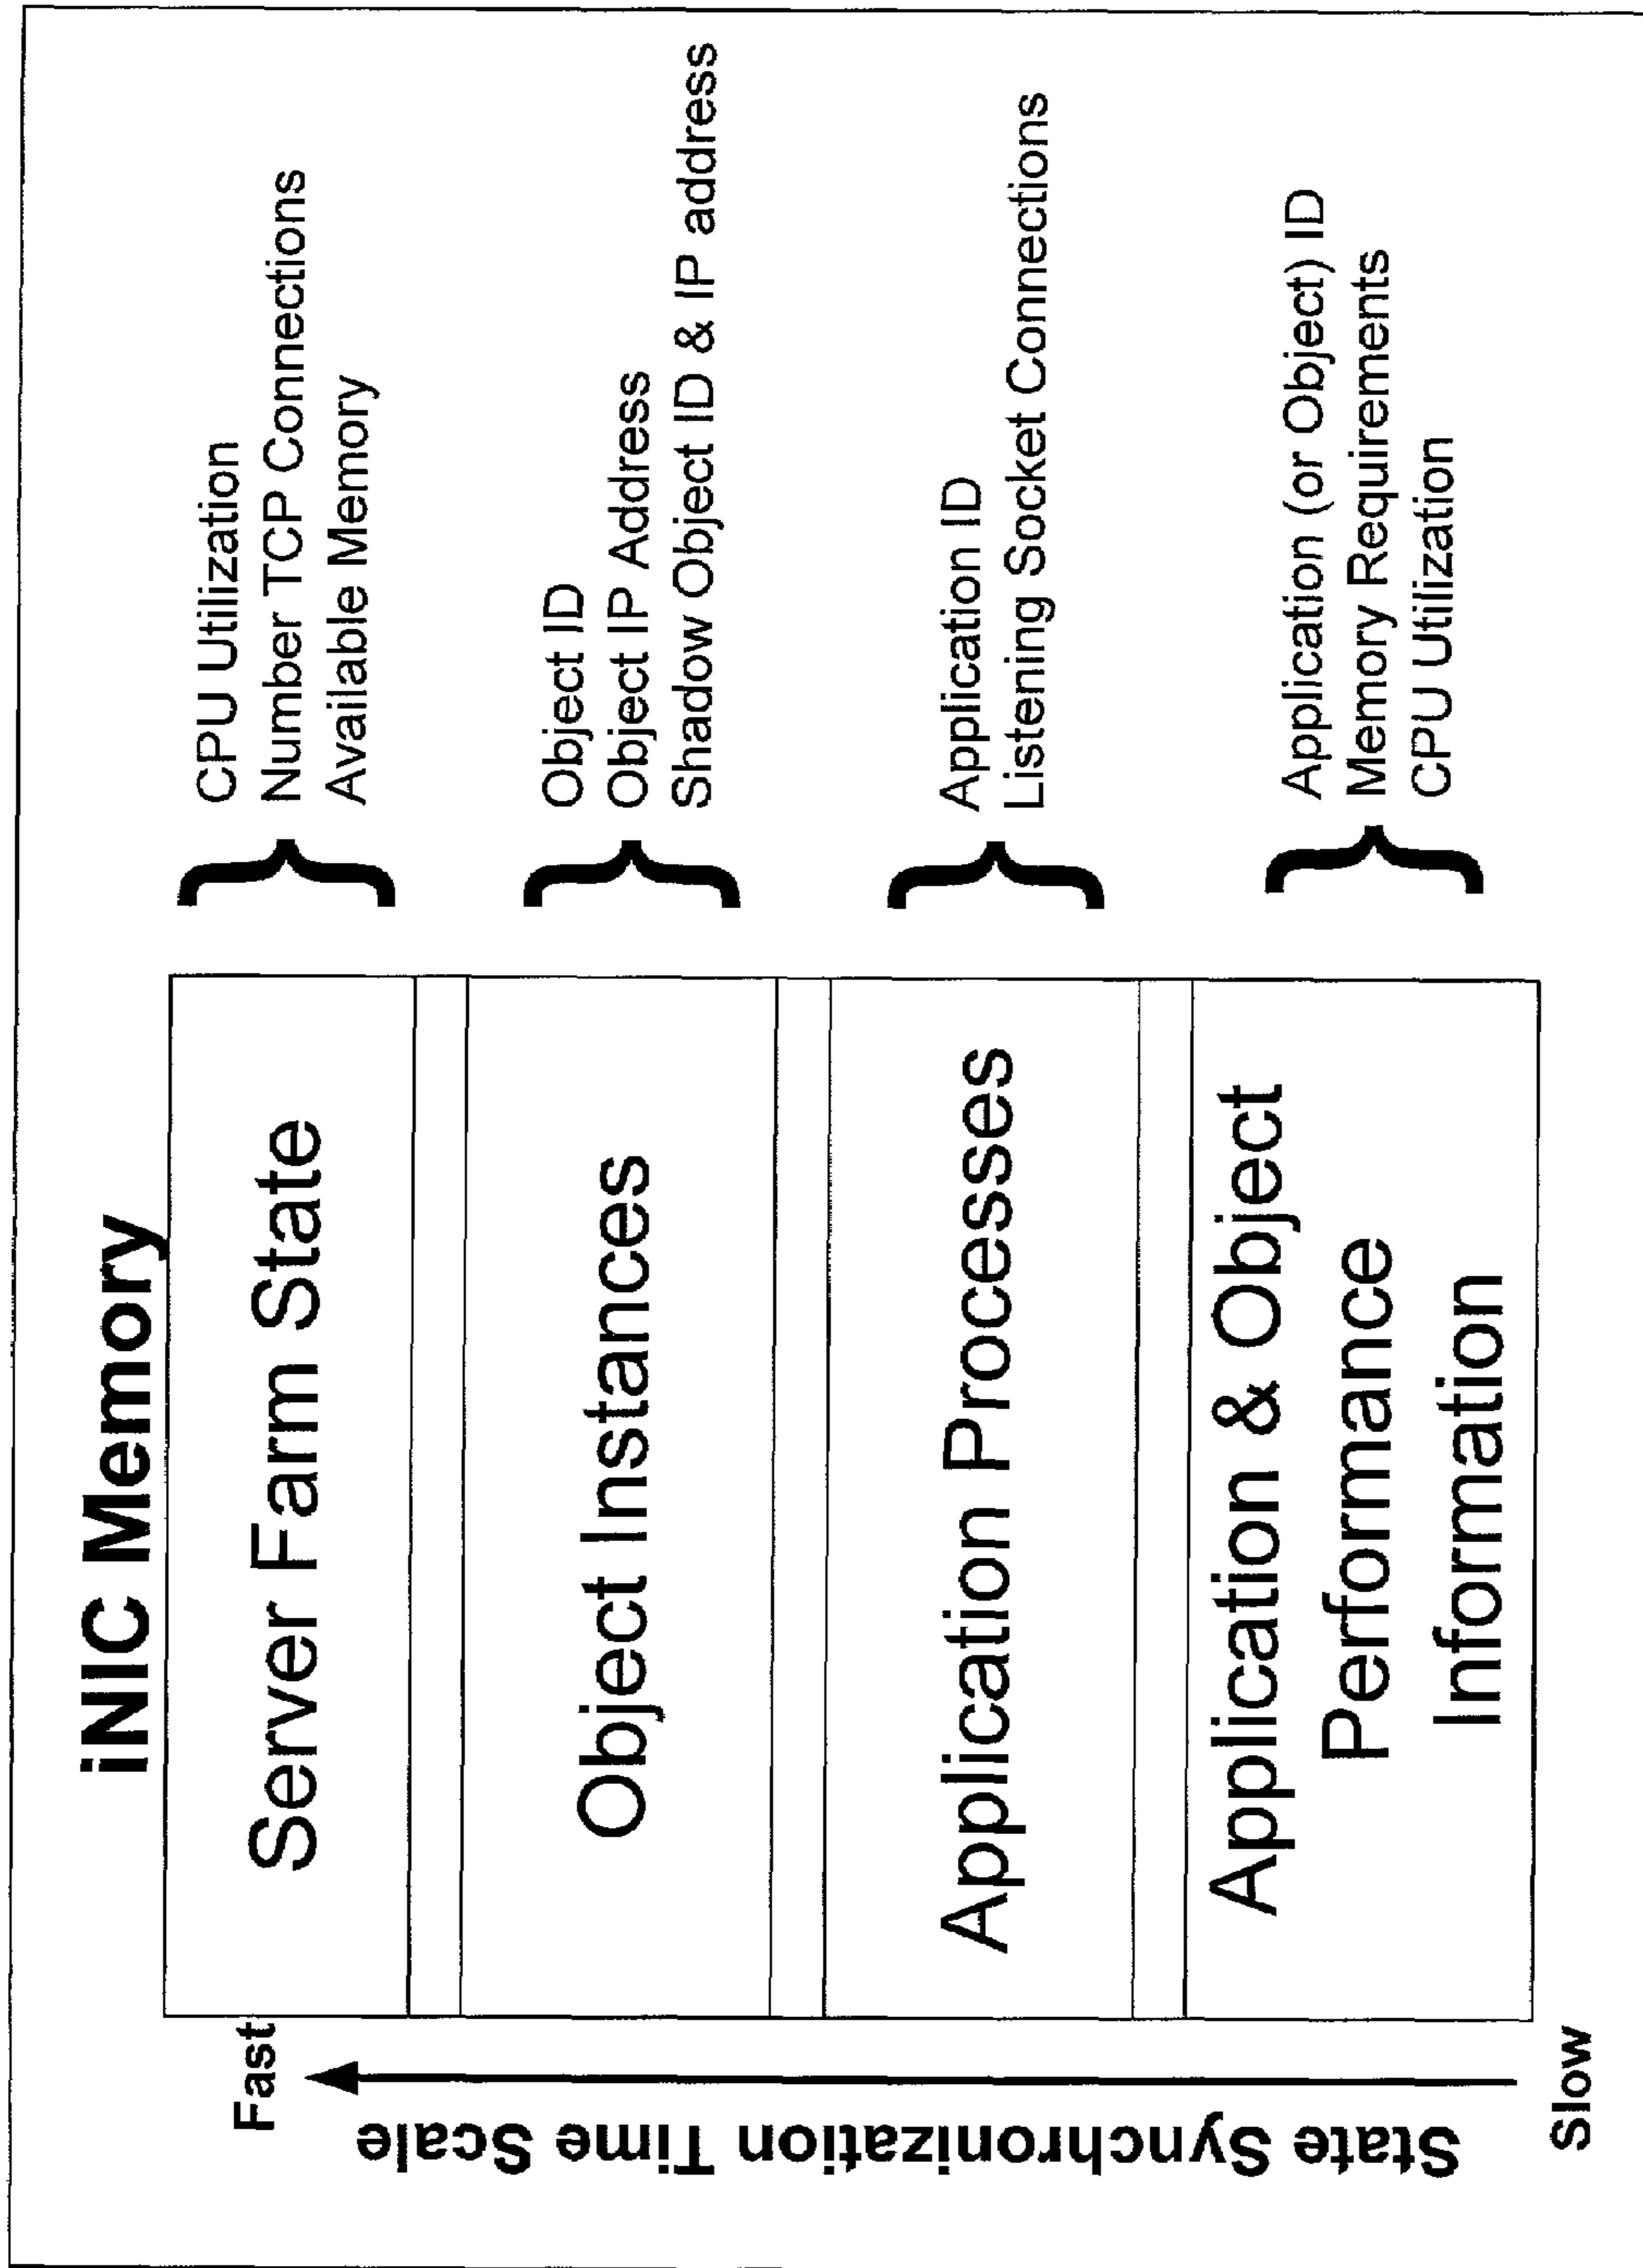 iNIC Memory
Fast
State Synchronization Time Scale
Slow
Server Farm State
CPU Utilization
Number TCP Connections
Available Memory
Object Instances
Object ID
Object IP Address
Shadow Object ID & IP address
Application Processes
Application ID
Listening Socket Connections
Application & Object
Performance
Information
Application (or Object) ID
Memory Requirements
CPU Utilization